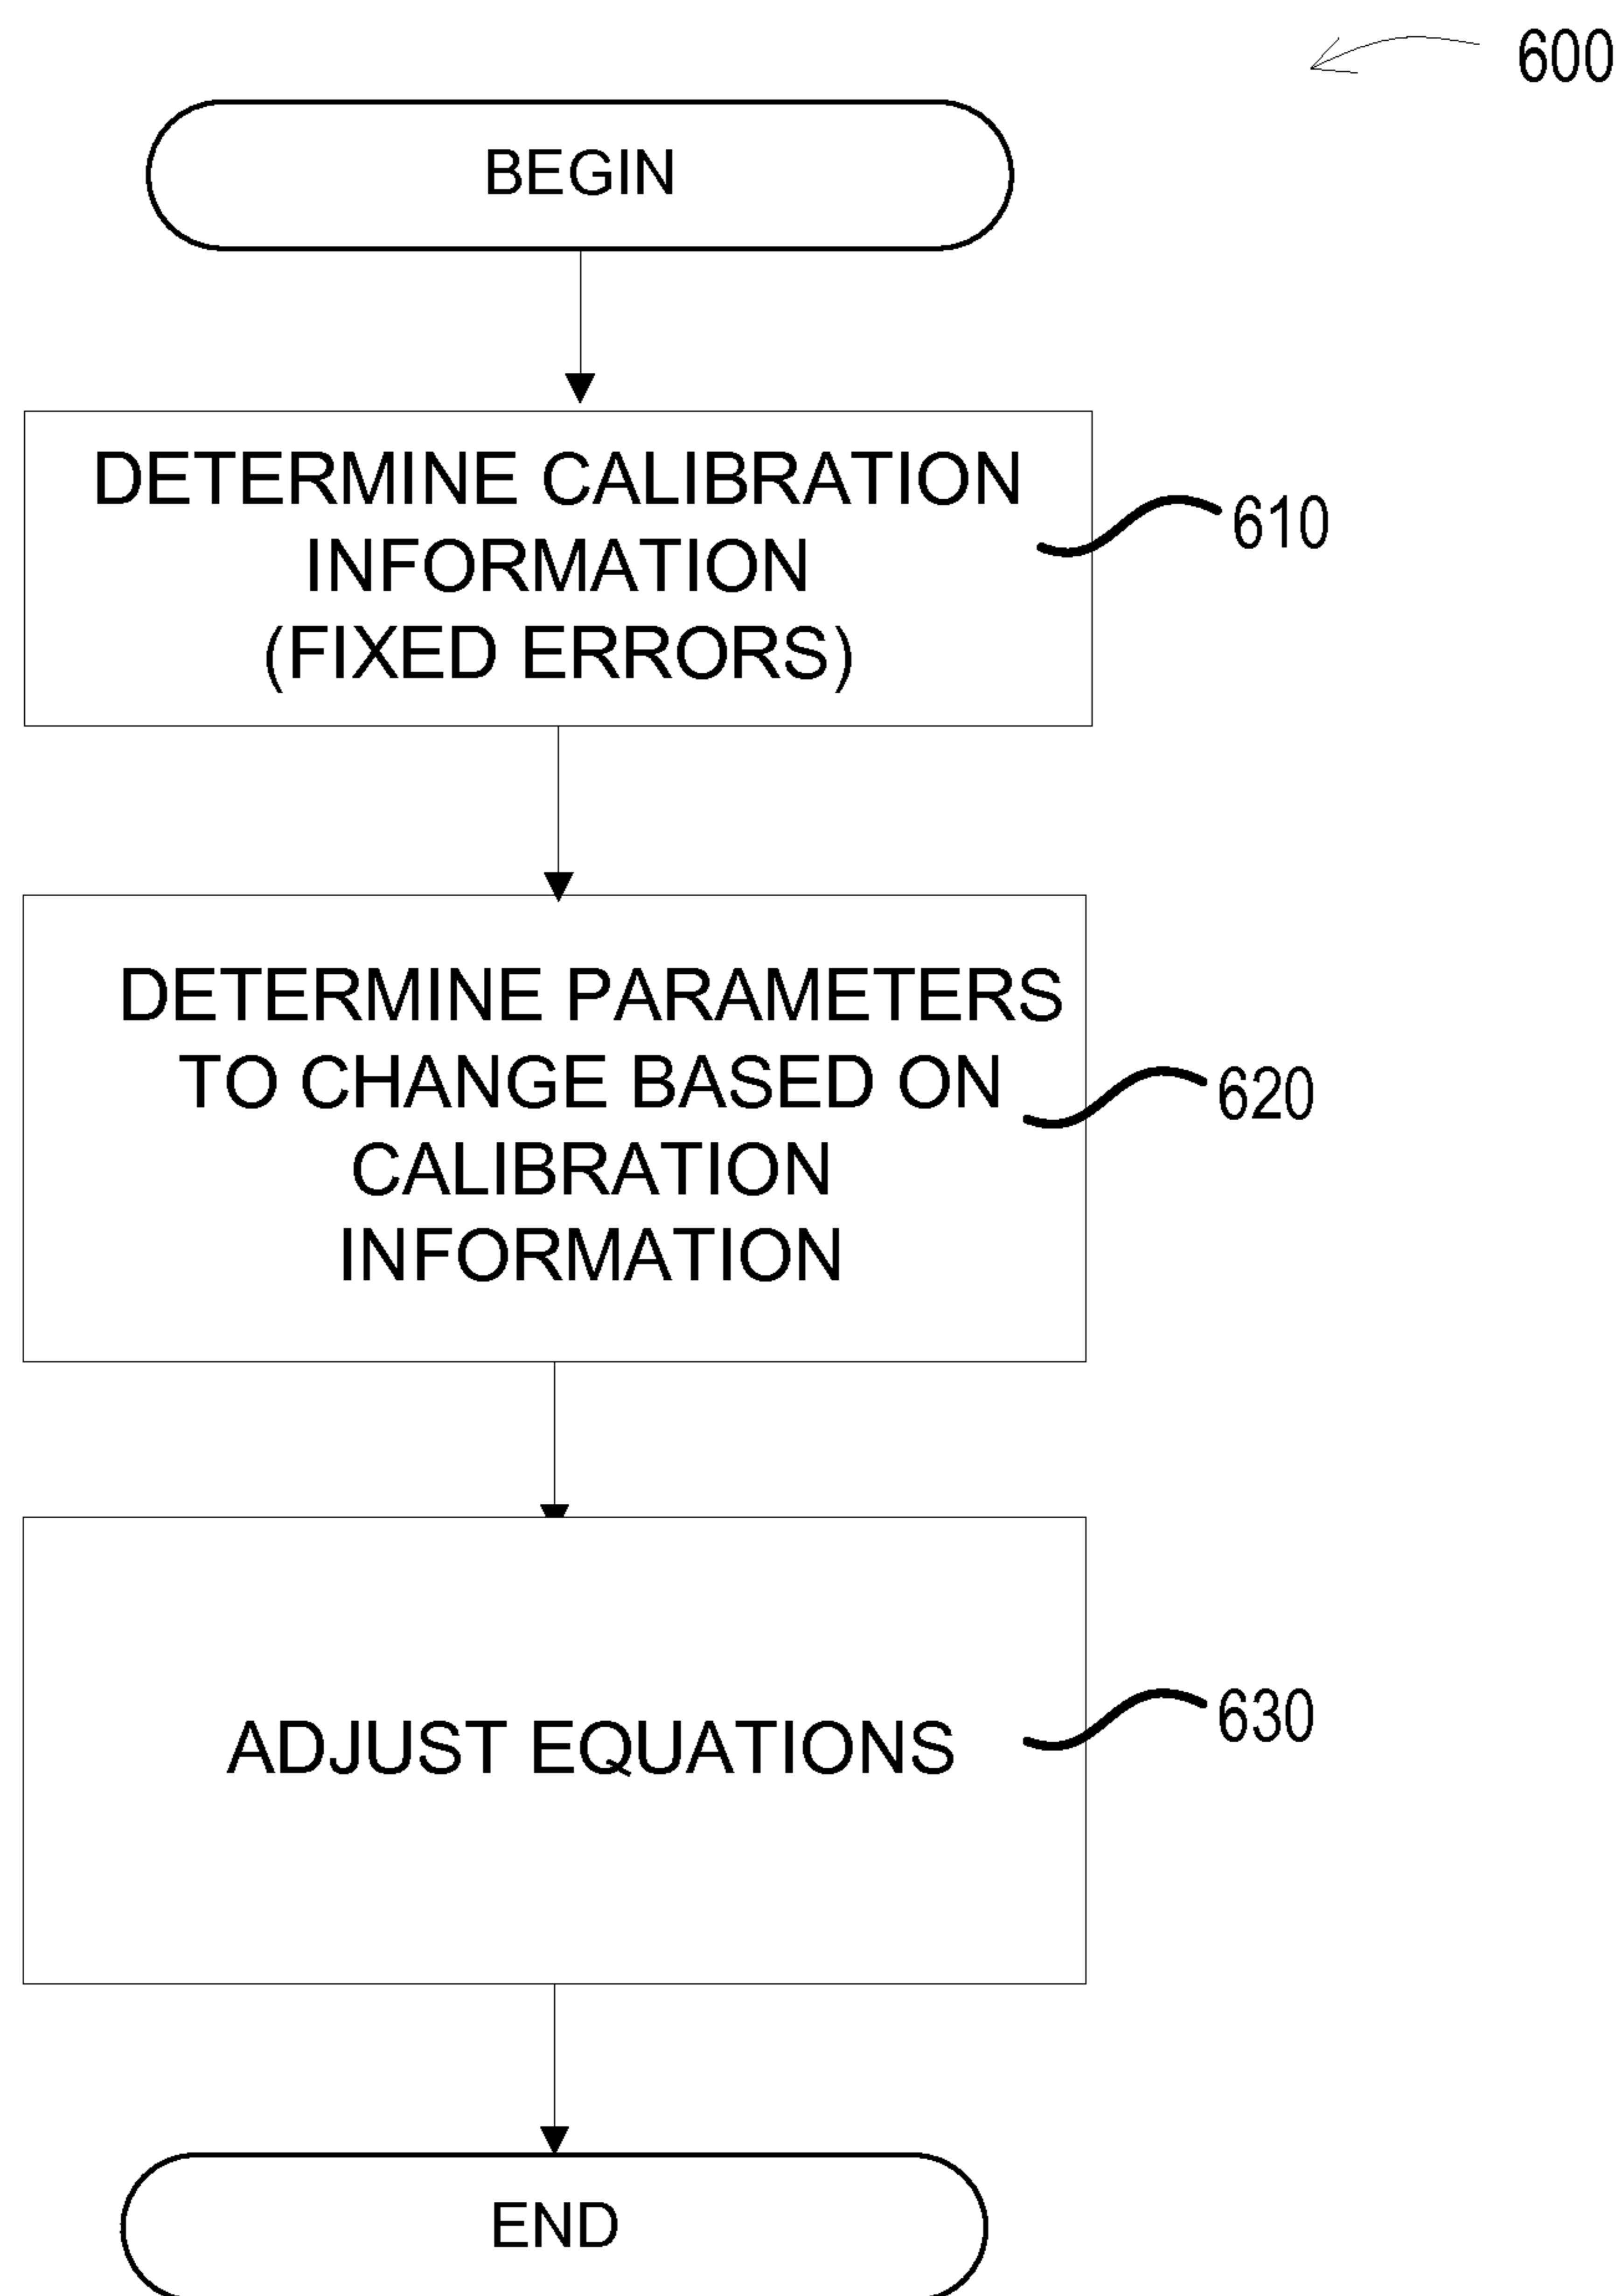 600
BEGIN
DETERMINE CALIBRATION
INFORMATION
(FIXED ERRORS)
610
DETERMINE PARAMETERS
TO CHANGE BASED ON
CALIBRATION
INFORMATION
620
ADJUST EQUATIONS
630
END